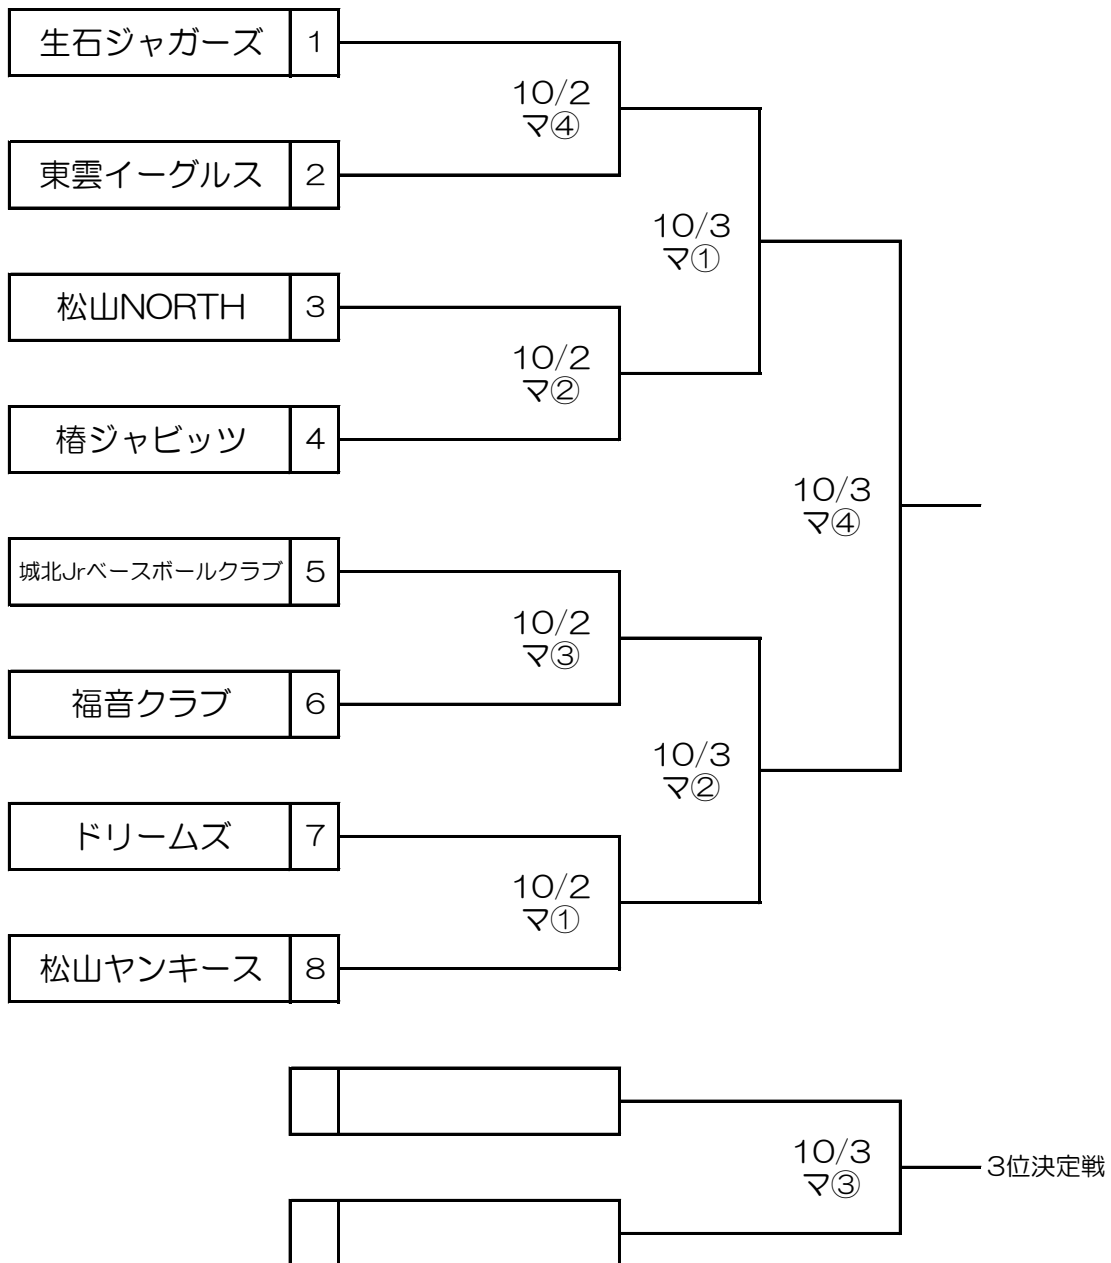 生石ジャガーズ 1
10/2
マ④
東雲イーグルス 2
10/3
マ①
松山NORTH 3
10/2
マ②
椿ジャビッツ 4
10/3
マ④
城北Jrベースボールクラブ 5
10/2
マ③
福音クラブ 6
10/3
マ②
ドリームズ 7
10/2
マ①
松山ヤンキース 8
10/3
マ③
3位決定戦